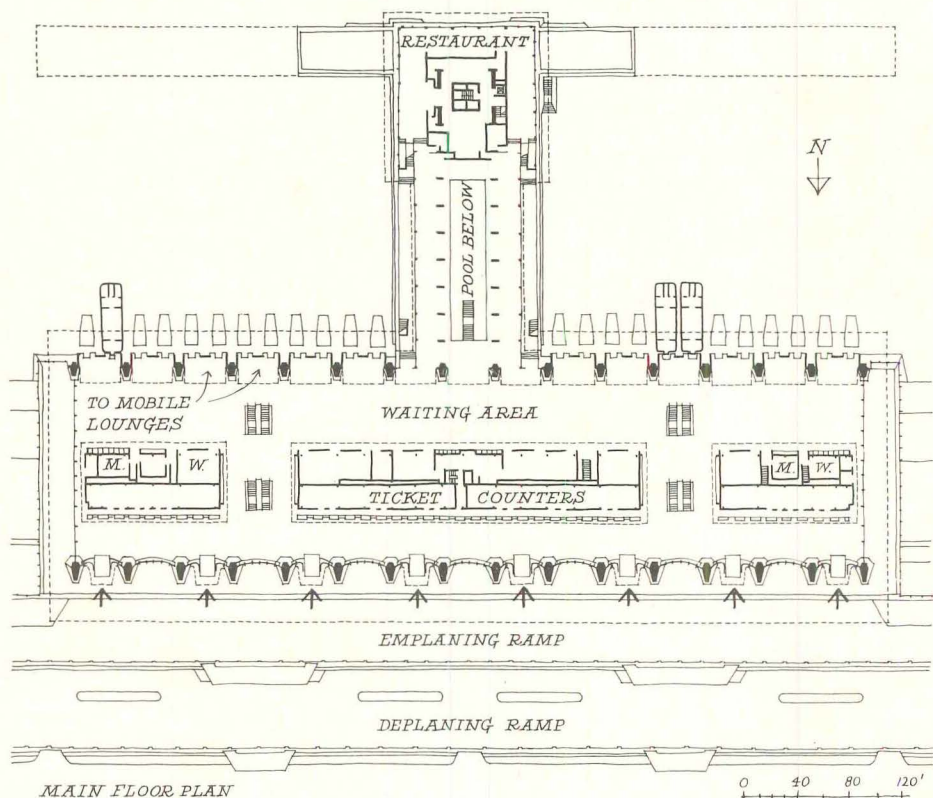 RESTAURANT
N
POOL BELOW
TO MOBILE
LOUNGES
WAITING AREA
M.
W.
M.
W.
TICKET COUNTERS
EMPLANING RAMP
DEPLANING RAMP
MAIN FLOOR PLAN
0 40 80 120'